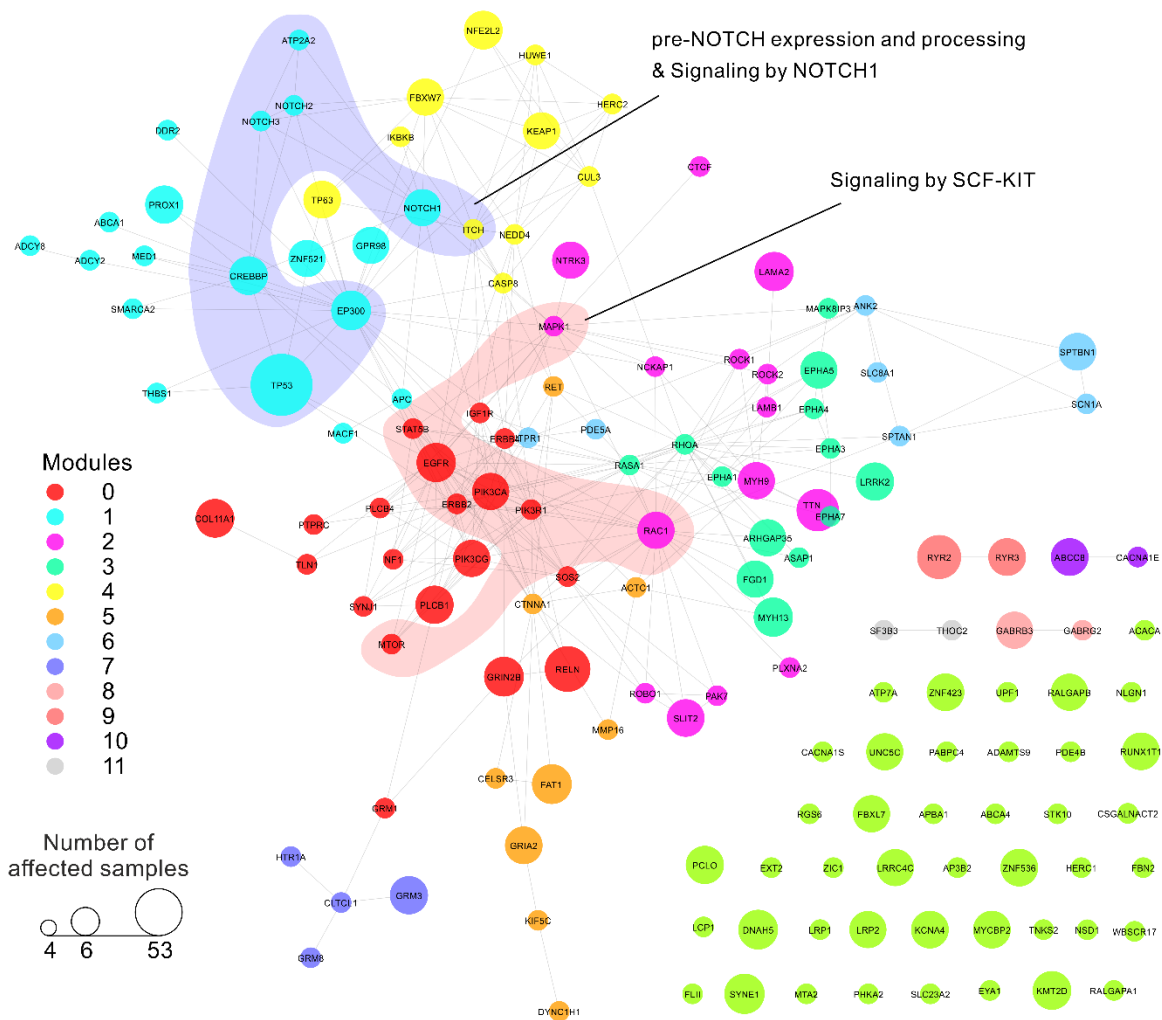 pre-NOTCH expression and processing
& Signaling by NOTCH1
Signaling by SCF-KIT
ATP2A2
NFE2L2
HUWE1
NOTCH2
FBXW7
HERC2
NOTCH3
DDR2
IKBKB
KEAP1
CTCF
CUL3
PROX1
TP63
NOTCH1
ABCA1
ITCH
NEDD4
ADCY8
ADCY2
MED1
ZNF521
GPR98
CREBBP
CASP8
NTRK3
LAMA2
SMARCA2
EP300
MAPK1
MAPK8IP3
ANK2
TP53
THBS1
NCKAP1
ROCK1
ROCK2
EPHA5
SLC8A1
SPTBN1
APC
RET
LAMB1
EPHA4
SCN1A
MACF1
STAT5B
IGF1R
ERBB4
ITPR1
PDE5A
RHOA
EPHA3
SPTAN1
Modules
0
1
2
3
4
5
6
7
8
9
10
11
EGFR
RASA1
EPHA1
MYH9
LRRK2
PIK3CA
ERBB2
PIK3R1
PLCB4
COL11A1
PTPRC
TTN
EPHA7
RAC1
ARHGAP35
ASAP1
TLN1
NF1
PIK3CG
SOS2
FGD1
RYR2
RYR3
ABCC8
CACNA1E
SYNJ1
PLCB1
CTNNA1
ACTC1
MYH13
MTOR
SF3B3
THOC2
GABRB3
GABRG2
ACACA
GRIN2B
RELN
PLXNA2
ROBO1
PAK7
SLIT2
MMP16
ATP7A
ZNF423
UPF1
RALGAPB
NLGN1
CACNA1S
UNC5C
PABPC4
ADAMTS9
PDE4B
RUNX1T1
CELSR3
FAT1
GRM1
RGS6
FBXL7
APBA1
ABCA4
STK10
CSGALNACT2
Number of
affected samples
4
6
53
GRIA2
HTR1A
CLTCL1
GRM3
PCLO
EXT2
ZIC1
LRRC4C
AP3B2
ZNF536
HERC1
FBN2
KIF5C
LCP1
DNAH5
LRP1
LRP2
KCNA4
MYCBP2
TNKS2
NSD1
WBSCR17
GRM8
DYNC1H1
FLII
SYNE1
MTA2
PHKA2
SLC23A2
EYA1
KMT2D
RALGAPA1